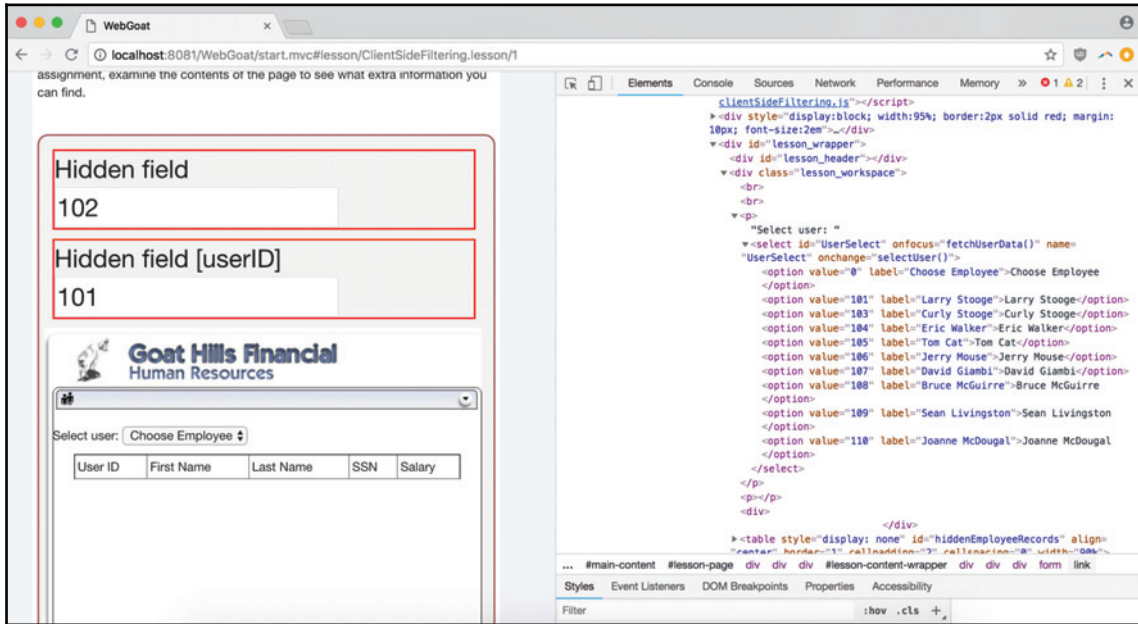 WebGoat
localhost:8081/WebGoat/start.mvc#lesson/ClientSideFiltering.lesson/1
assignment, examine the contents of the page to see what extra information you
can find.
Hidden field
102
Hidden field [userID]
101
Goat Hills Financial
Human Resources
Select user: Choose Employee
User ID First Name Last Name SSN Salary
Elements Console Sources Network Performance Memory » 1 2
clientSideFiltering.js"></script>
▶<div style="display:block; width:95%; border:2px solid red; margin:
10px; font-size:2em">…</div>
▼<div id="lesson_wrapper">
<div id="lesson_header"></div>
▼<div class="lesson_workspace">
<br>
<br>
▼<p>
"Select user: "
▼<select id="UserSelect" onfocus="fetchUserData()" name=
"UserSelect" onchange="selectUser()">
<option value="0" label="Choose Employee">Choose Employee
</option>
<option value="101" label="Larry Stooge">Larry Stooge</option>
<option value="103" label="Curly Stooge">Curly Stooge</option>
<option value="104" label="Eric Walker">Eric Walker</option>
<option value="105" label="Tom Cat">Tom Cat</option>
<option value="106" label="Jerry Mouse">Jerry Mouse</option>
<option value="107" label="David Giambi">David Giambi</option>
<option value="108" label="Bruce McGuirre">Bruce McGuirre
</option>
<option value="109" label="Sean Livingston">Sean Livingston
</option>
<option value="110" label="Joanne McDougal">Joanne McDougal
</option>
</select>
</p>
<p></p>
<div>
</div>
▶<table style="display: none" id="hiddenEmployeeRecords" align=
"center" border="1" cellpadding="2" cellspacing="0" width="90%">
... #main-content #lesson-page div div div #lesson-content-wrapper div div div form link
Styles Event Listeners DOM Breakpoints Properties Accessibility
Filter :hov .cls +